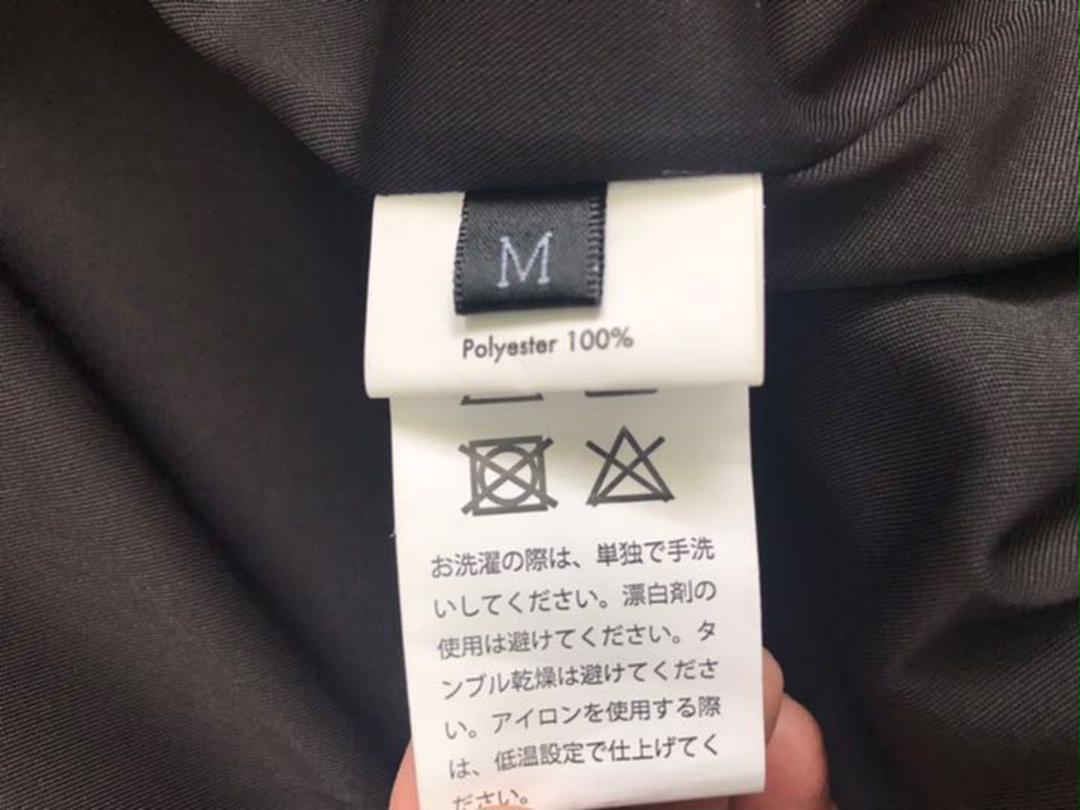 M
Polyester 100%
お洗濯の際は、単独で手洗
いしてください。漂白剤の
使用は避けてください。タ
ンブル乾燥は避けてくださ
い。アイロンを使用する際
は、低温設定で仕上げてく
ださい。